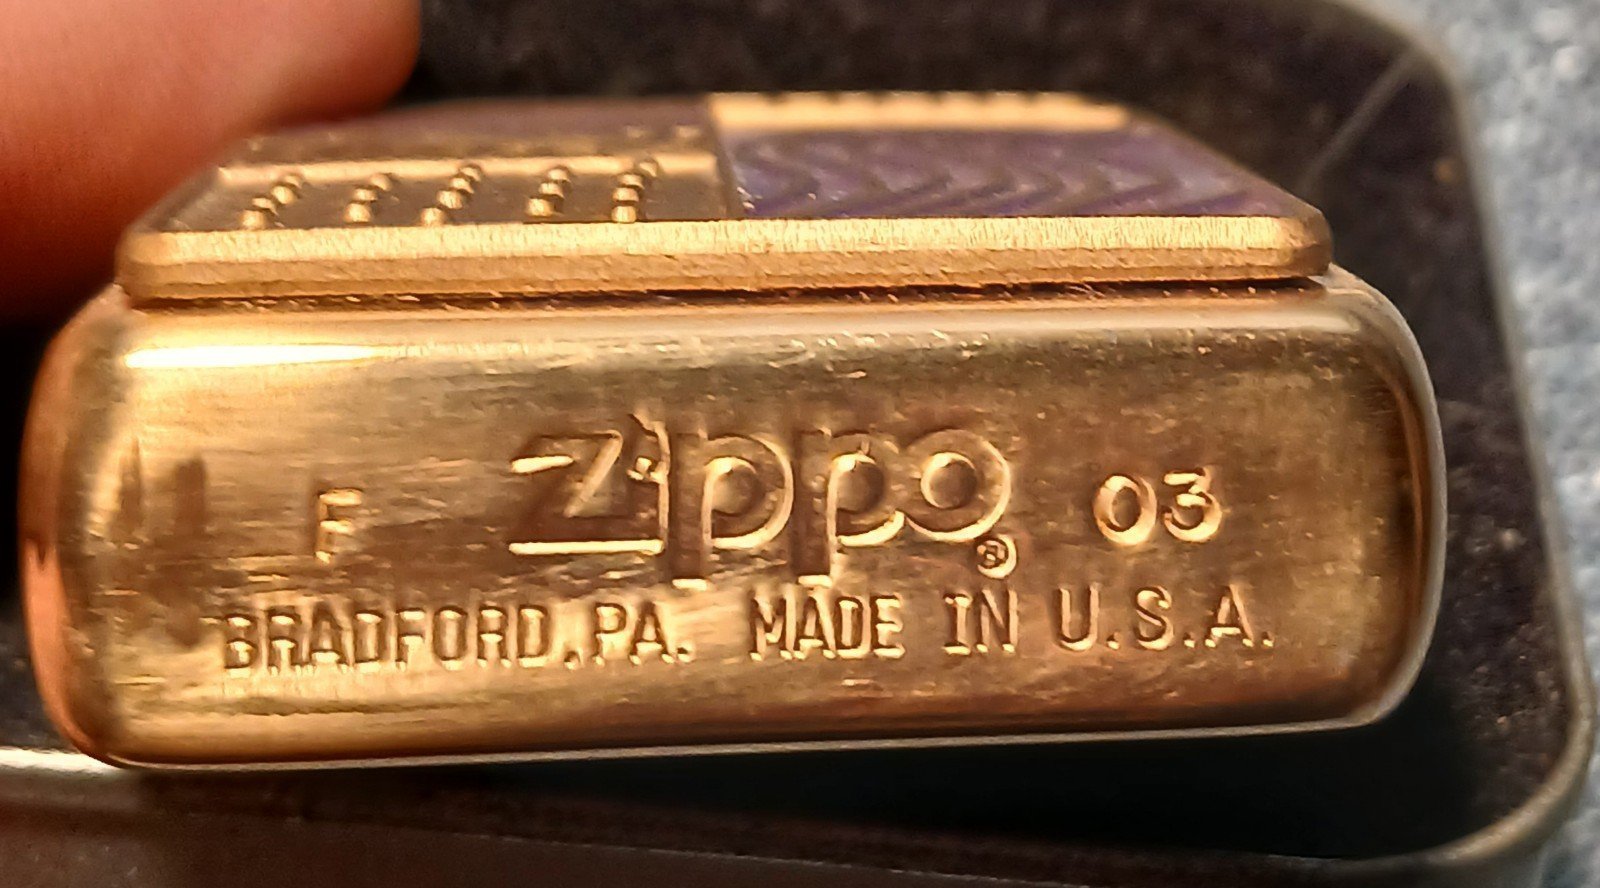 F zippo ® 03
BRADFORD, PA. MADE IN U.S.A.